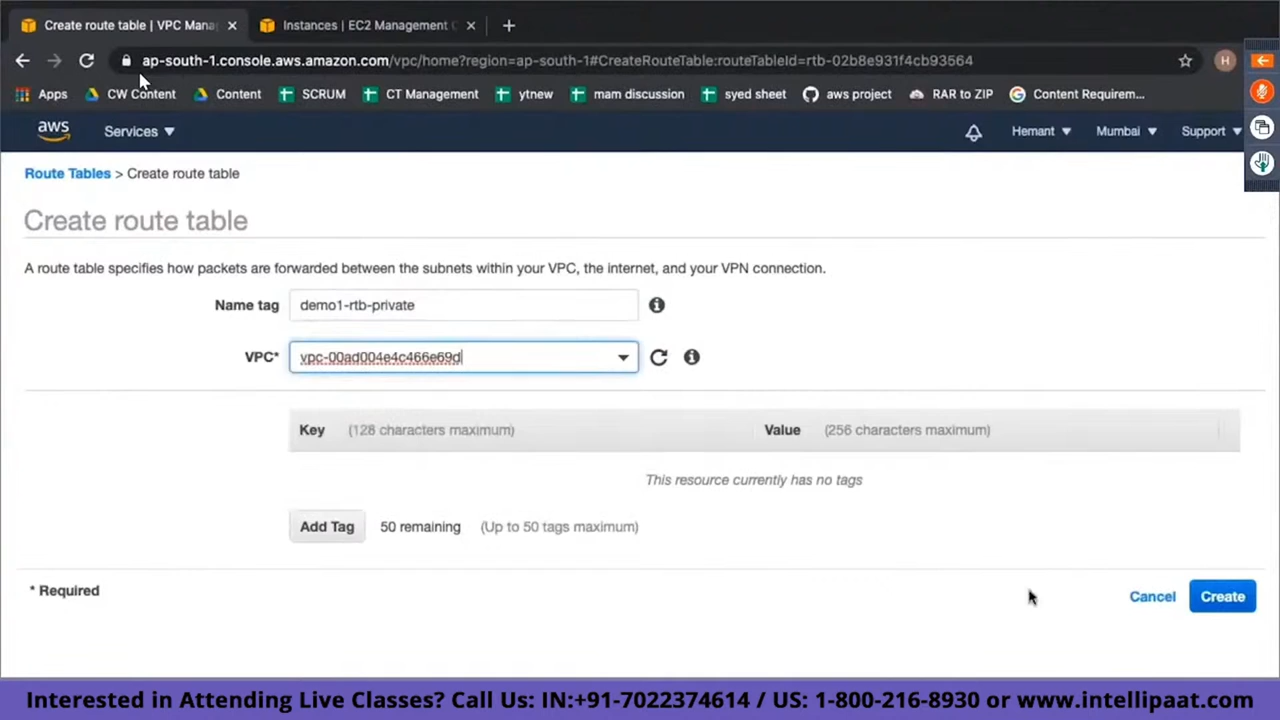 Create route table | VPC Mana
Instances | EC2 Management C
ap-south-1.console.aws.amazon.com/vpc/home?region=ap-south-1#CreateRouteTable:routeTableId=rtb-02b8e931f4cb93564
H
Apps CW Content Content SCRUM CT Management ytnew mam discussion syed sheet aws project RAR to ZIP Content Requirem...
aws Services Hemant Mumbai Support
Route Tables > Create route table
Create route table
A route table specifies how packets are forwarded between the subnets within your VPC, the internet, and your VPN connection.
Name tag demo1-rtb-private
VPC* vpc-00ad004e4c466e69d
Key (128 characters maximum) Value (256 characters maximum)
This resource currently has no tags
Add Tag 50 remaining (Up to 50 tags maximum)
* Required
Cancel Create
Interested in Attending Live Classes? Call Us: IN:+91-7022374614 / US: 1-800-216-8930 or www.intellipaat.com